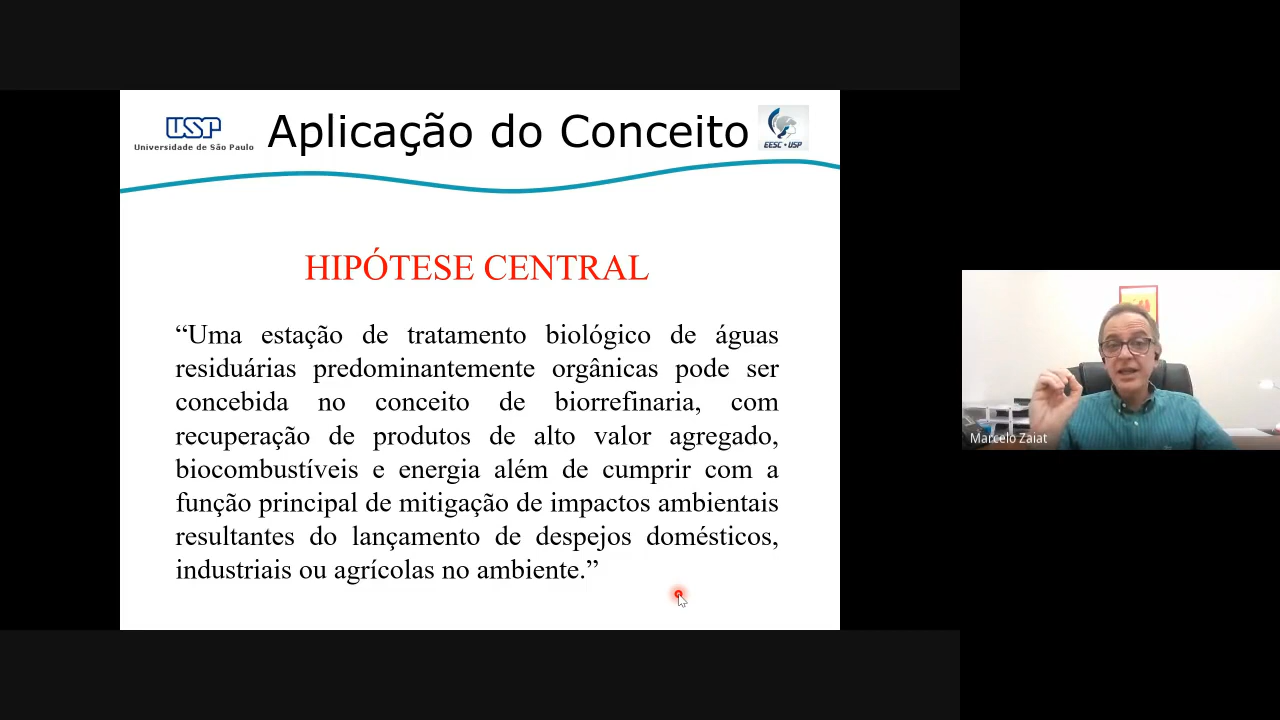 USP
Universidade de São Paulo
Aplicação do Conceito
EESC • USP
HIPÓTESE CENTRAL
“Uma estação de tratamento biológico de águas
residuárias predominantemente orgânicas pode ser
concebida no conceito de biorrefinaria, com
recuperação de produtos de alto valor agregado,
biocombustíveis e energia além de cumprir com a
função principal de mitigação de impactos ambientais
resultantes do lançamento de despejos domésticos,
industriais ou agrícolas no ambiente.”
Marcelo Zaiat